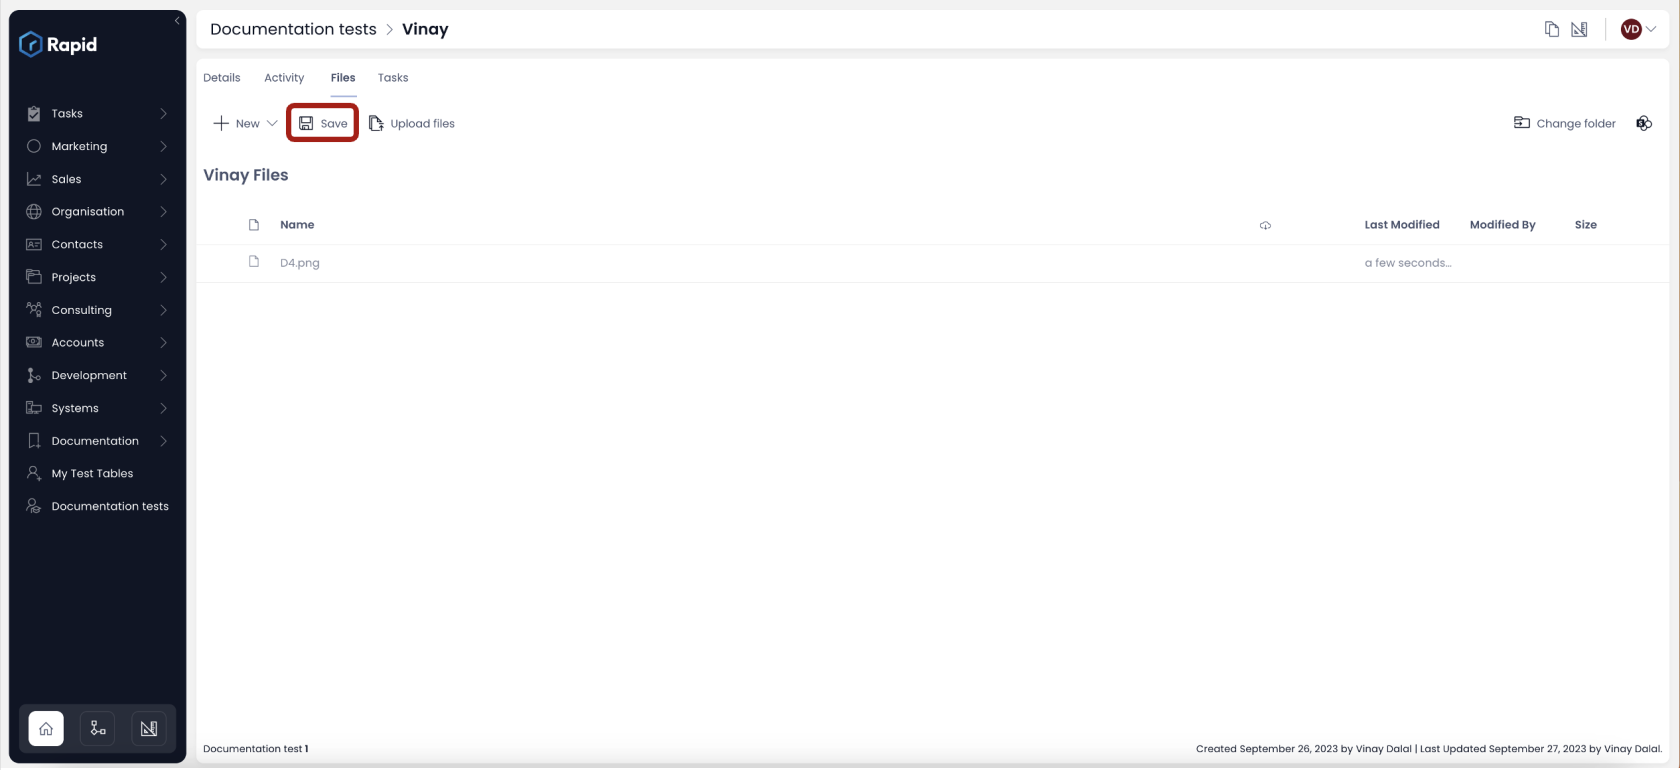 Rapid
Tasks
Marketing
Sales
Organisation
Contacts
Projects
Consulting
Accounts
Development
Systems
Documentation
My Test Tables
Documentation tests
Documentation tests > Vinay
VD
Details Activity Files Tasks
New Save Upload files Change folder
Vinay Files
Name Last Modified Modified By Size
D4.png a few seconds...
Documentation test 1 Created September 26, 2023 by Vinay Dalal | Last Updated September 27, 2023 by Vinay Dalal.